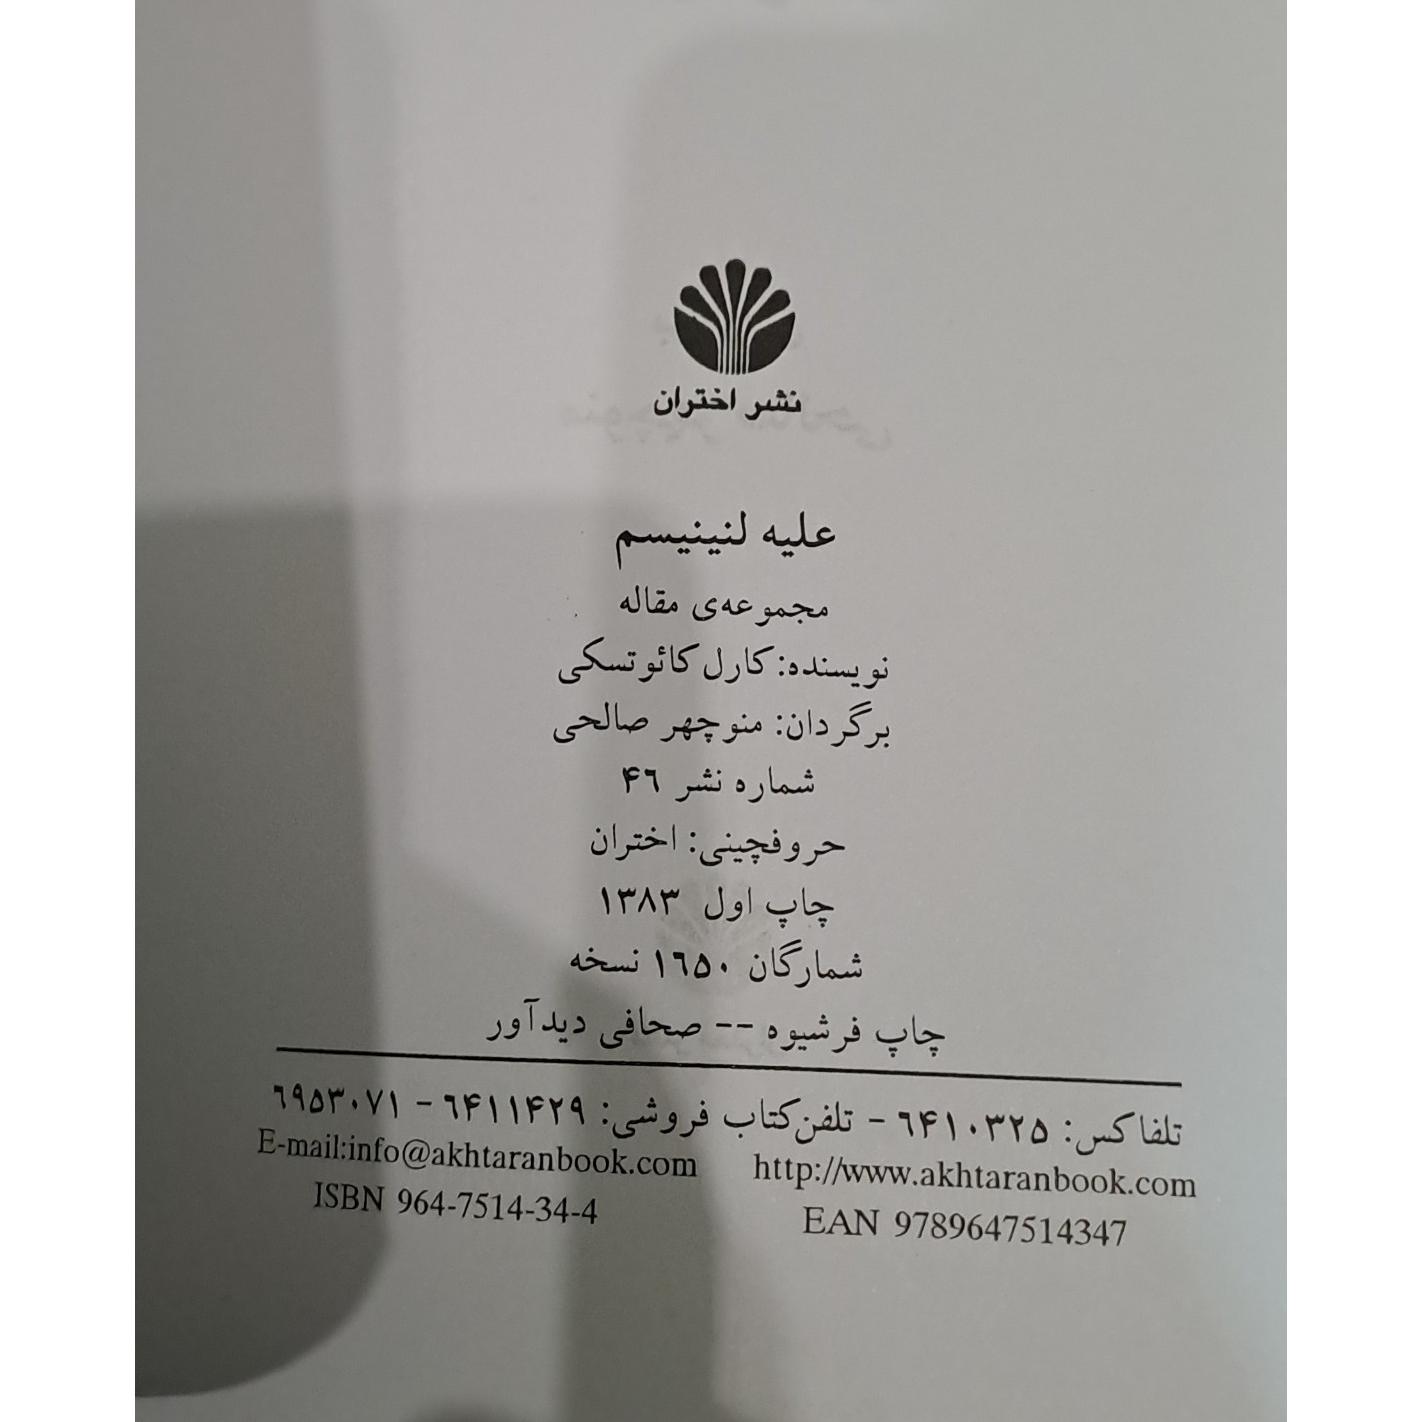 نشر اختران
علیه لنینیسم
مجموعه‌ی مقاله
نویسنده: کارل کائوتسکی
برگردان: منوچهر صالحی
شماره نشر ۴۶
حروفچینی: اختران
چاپ اول ۱۳۸۳
شمارگان ۱۶۵۰ نسخه
چاپ فرشیوه -- صحافی دیدآور
تلفاکس: ۶۴۱۰۳۲۵ - تلفن کتاب فروشی: ۶۴۱۱۴۲۹ - ۶۹۵۳۰۷۱
E-mail:info@akhtaranbook.com http://www.akhtaranbook.com
ISBN 964-7514-34-4 EAN 9789647514347